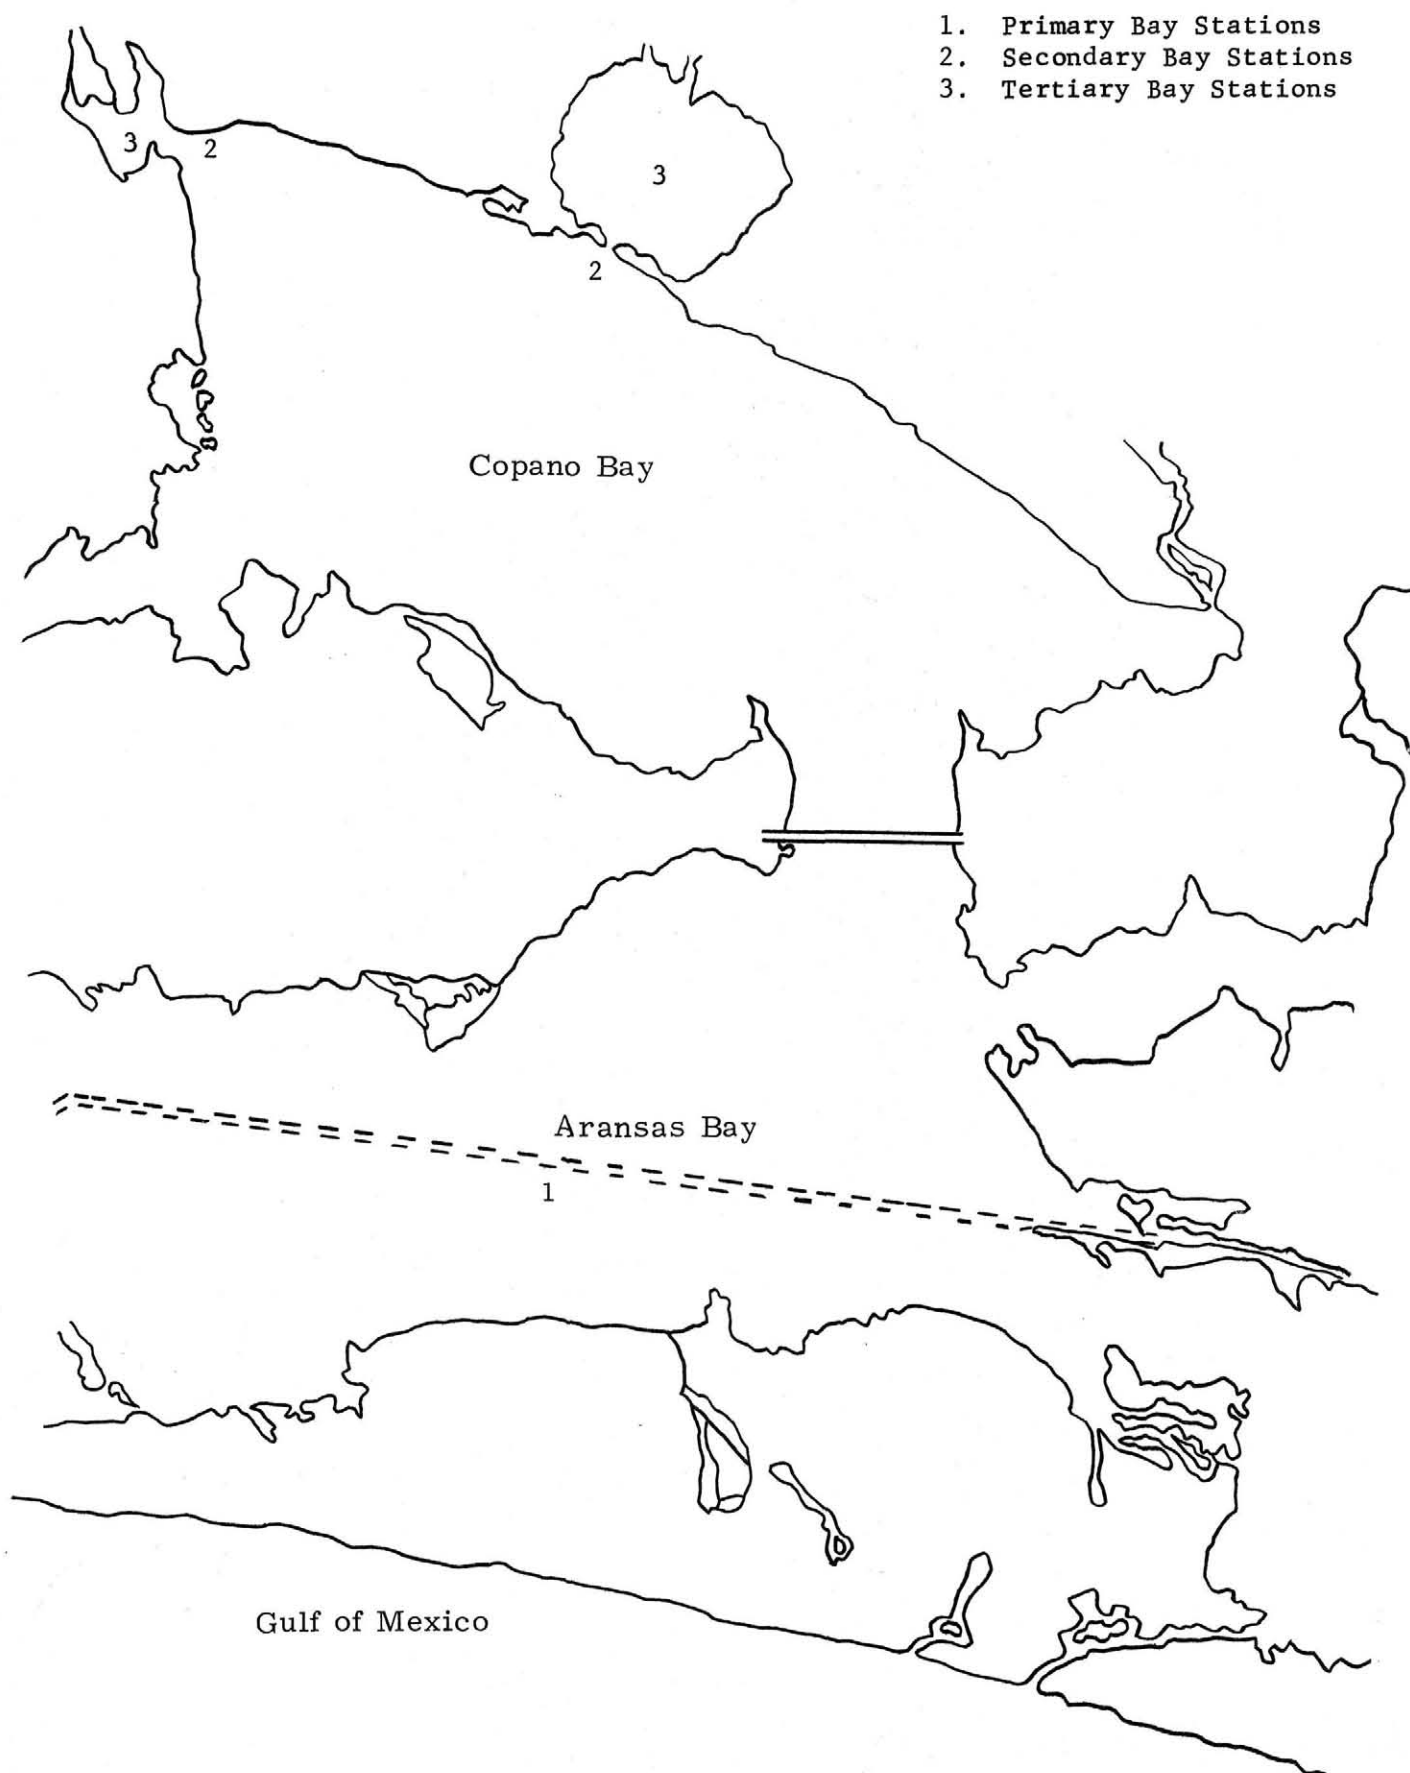 1. Primary Bay Stations
2. Secondary Bay Stations
3. Tertiary Bay Stations
3
2
3
2
Copano Bay
Aransas Bay
1
Gulf of Mexico